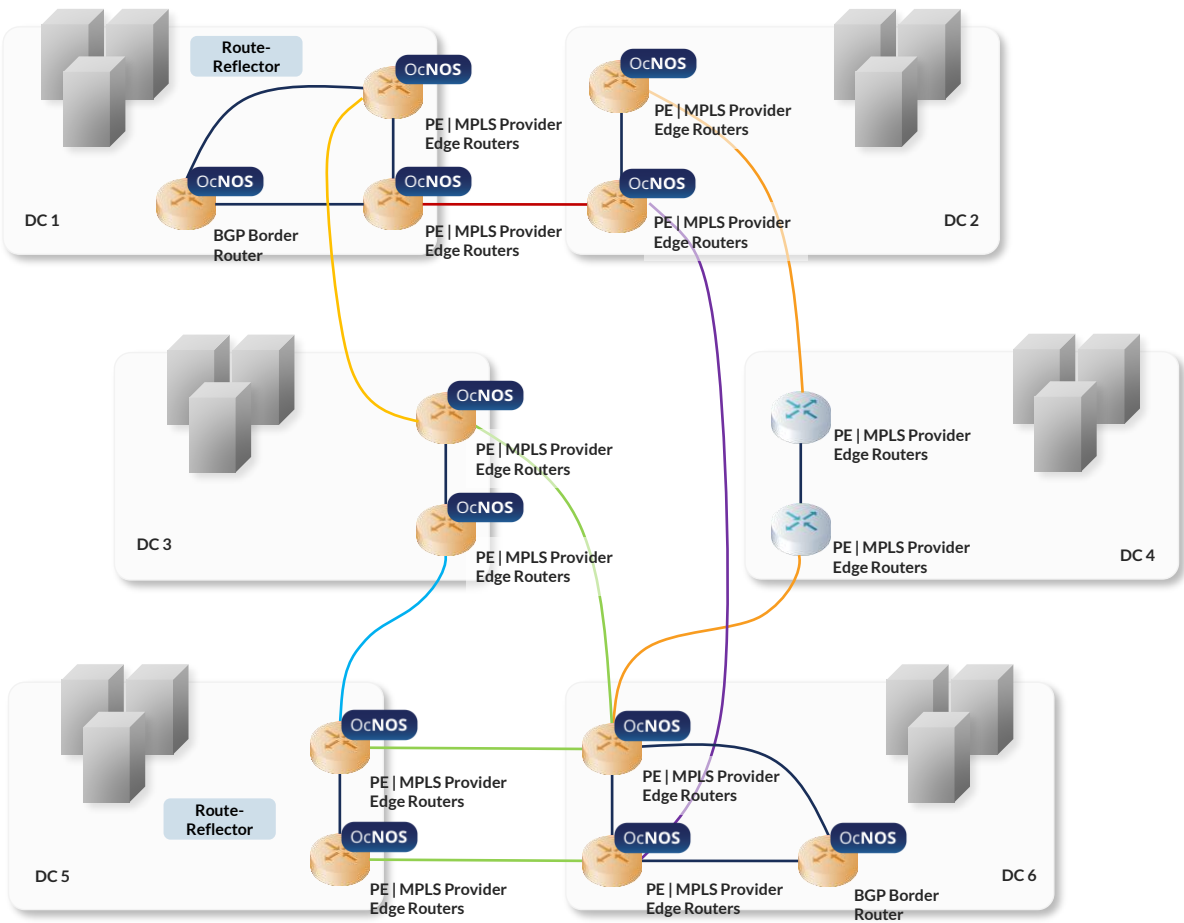 Route-
Reflector
OcNOS
PE | MPLS Provider
Edge Routers
OcNOS
OcNOS
PE | MPLS Provider
Edge Routers
DC 1
BGP Border
Router
OcNOS
PE | MPLS Provider
Edge Routers
OcNOS
PE | MPLS Provider
Edge Routers
DC 2
OcNOS
PE | MPLS Provider
Edge Routers
OcNOS
PE | MPLS Provider
Edge Routers
DC 3
PE | MPLS Provider
Edge Routers
PE | MPLS Provider
Edge Routers
DC 4
OcNOS
PE | MPLS Provider
Edge Routers
Route-
Reflector
OcNOS
PE | MPLS Provider
Edge Routers
DC 5
OcNOS
PE | MPLS Provider
Edge Routers
OcNOS
PE | MPLS Provider
Edge Routers
OcNOS
BGP Border
Router
DC 6